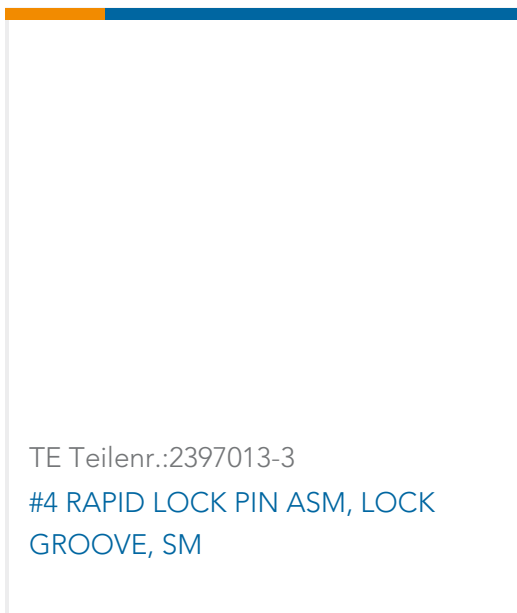 TE Teilenr.:2397013-3
#4 RAPID LOCK PIN ASM, LOCK
GROOVE, SM